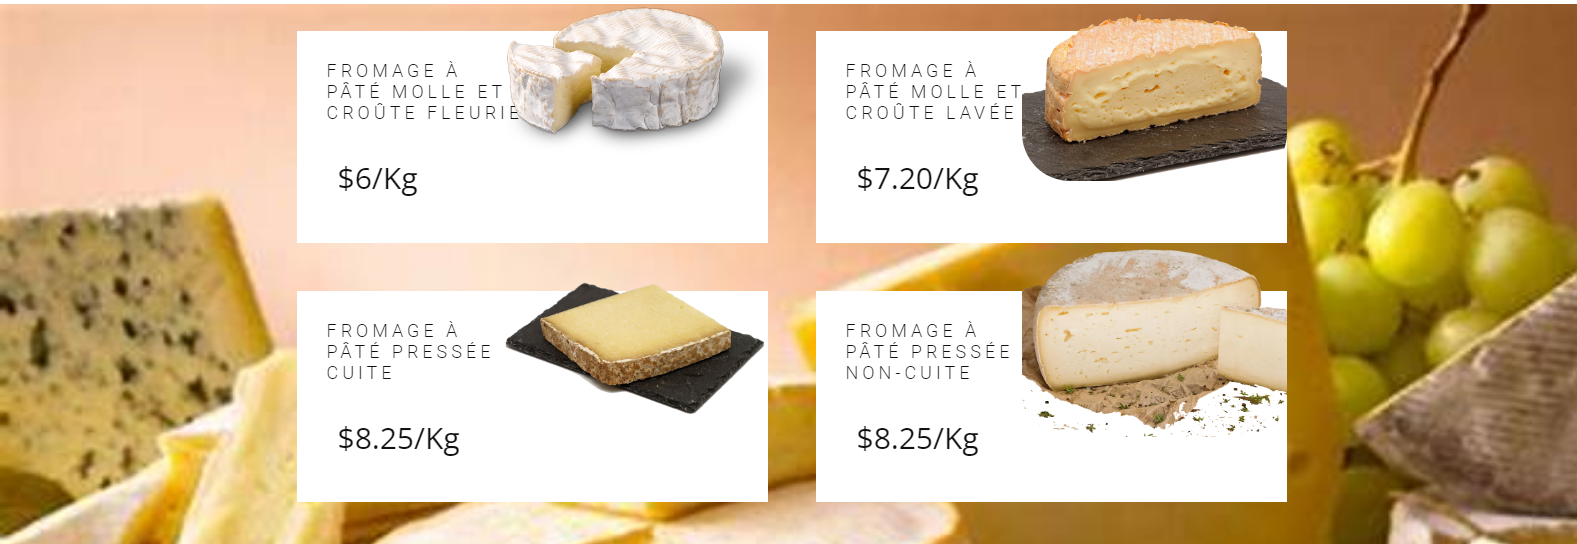 FROMAGE À
PÂTÉ MOLLE ET
CROÛTE FLEURIE
$6/Kg
FROMAGE À
PÂTÉ MOLLE ET
CROÛTE LAVÉE
$7.20/Kg
FROMAGE À
PÂTÉ PRESSÉE
CUITE
$8.25/Kg
FROMAGE À
PÂTÉ PRESSÉE
NON-CUITE
$8.25/Kg